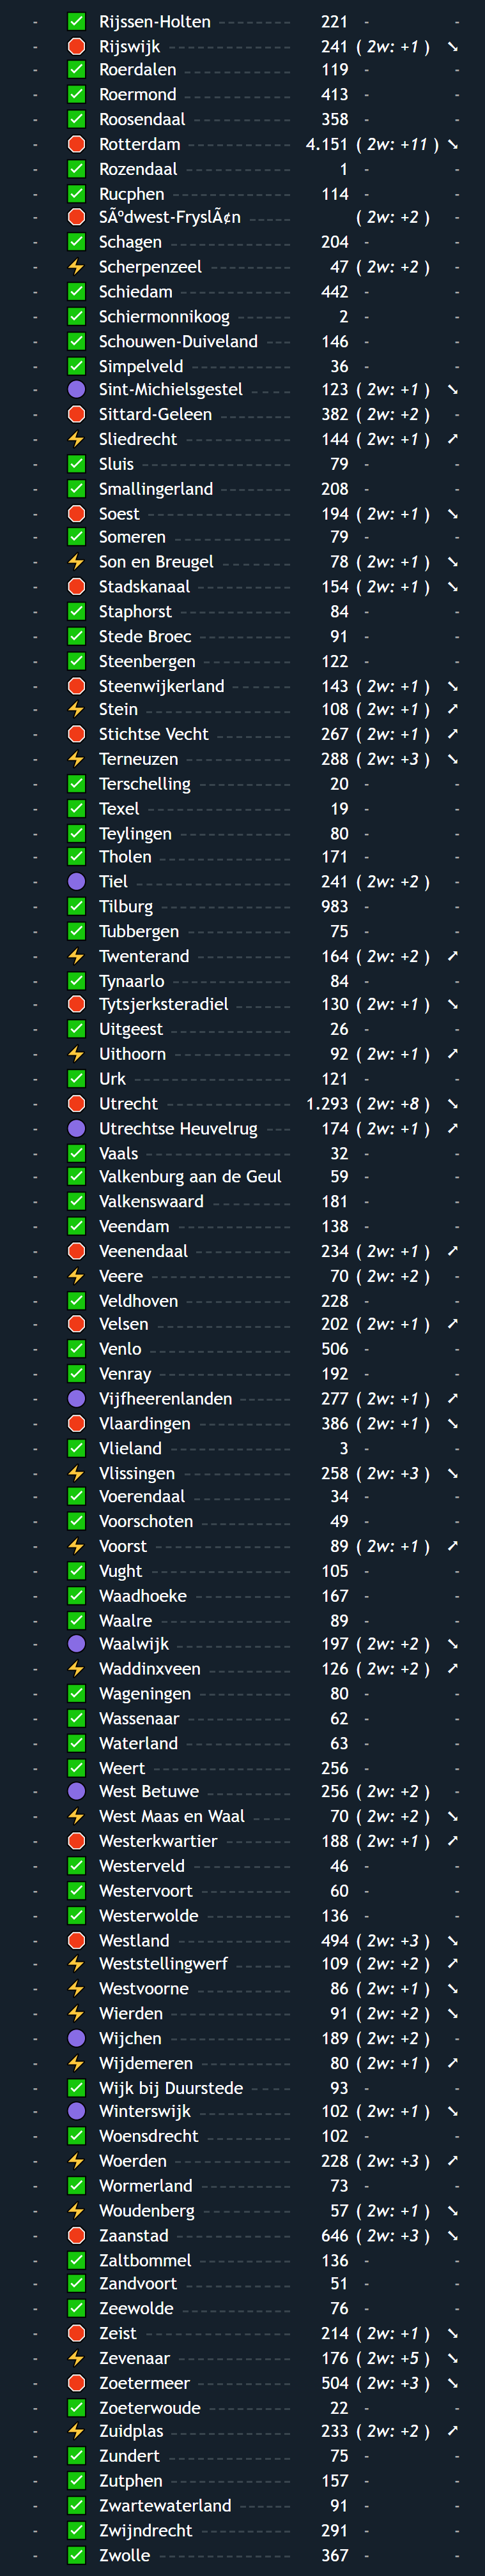 - ✅ Rijssen-Holten ------- 221 - -
- 🛑 Rijswijk ------------ 241 ( 2w: +1 ) ➘
- ✅ Roerdalen ---------- 119 - -
- ✅ Roermond ---------- 413 - -
- ✅ Roosendaal --------- 358 - -
- 🛑 Rotterdam ---------- 4.151 ( 2w: +11 ) ➘
- ✅ Rozendaal ---------- 1 - -
- ✅ Rucphen ----------- 114 - -
- 🛑 SÃºdwest-FryslÃ¢n ---- ( 2w: +2 ) -
- ✅ Schagen ----------- 204 - -
- ⚡ Scherpenzeel ------- 47 ( 2w: +2 ) -
- ✅ Schiedam ---------- 442 - -
- ✅ Schiermonnikoog ----- 2 - -
- ✅ Schouwen-Duiveland --- 146 - -
- ✅ Simpelveld --------- 36 - -
- 🟣 Sint-Michielsgestel ---- 123 ( 2w: +1 ) ➘
- 🛑 Sittard-Geleen ------- 382 ( 2w: +2 ) -
- ⚡ Sliedrecht ---------- 144 ( 2w: +1 ) ➚
- ✅ Sluis -------------- 79 - -
- ✅ Smallingerland ------- 208 - -
- 🛑 Soest -------------- 194 ( 2w: +1 ) ➘
- ✅ Someren ----------- 79 - -
- ⚡ Son en Breugel ------- 78 ( 2w: +1 ) ➘
- 🛑 Stadskanaal --------- 154 ( 2w: +1 ) ➘
- ✅ Staphorst ---------- 84 - -
- ✅ Stede Broec --------- 91 - -
- ✅ Steenbergen -------- 122 - -
- 🛑 Steenwijkerland ------ 143 ( 2w: +1 ) ➘
- ⚡ Stein -------------- 108 ( 2w: +1 ) ➚
- 🛑 Stichtse Vecht ------- 267 ( 2w: +1 ) ➚
- ⚡ Terneuzen ---------- 288 ( 2w: +3 ) ➘
- ✅ Terschelling --------- 20 - -
- ✅ Texel -------------- 19 - -
- ✅ Teylingen ----------- 80 - -
- ✅ Tholen ------------- 171 - -
- 🟣 Tiel --------------- 241 ( 2w: +2 ) -
- ✅ Tilburg ------------- 983 - -
- ✅ Tubbergen ---------- 75 - -
- ⚡ Twenterand --------- 164 ( 2w: +2 ) ➚
- ✅ Tynaarlo ----------- 84 - -
- 🛑 Tytsjerksteradiel ----- 130 ( 2w: +1 ) ➘
- ✅ Uitgeest ----------- 26 - -
- ⚡ Uithoorn ----------- 92 ( 2w: +1 ) ➚
- ✅ Urk --------------- 121 - -
- 🛑 Utrecht ------------ 1.293 ( 2w: +8 ) ➘
- 🟣 Utrechtse Heuvelrug --- 174 ( 2w: +1 ) ➚
- ✅ Vaals -------------- 32 - -
- ✅ Valkenburg aan de Geul 59 - -
- ✅ Valkenswaard ------- 181 - -
- ✅ Veendam ----------- 138 - -
- 🛑 Veenendaal --------- 234 ( 2w: +1 ) ➚
- ⚡ Veere ------------- 70 ( 2w: +2 ) -
- ✅ Veldhoven ---------- 228 - -
- 🛑 Velsen ------------- 202 ( 2w: +1 ) ➚
- ✅ Venlo -------------- 506 - -
- ✅ Venray ------------ 192 - -
- 🟣 Vijfheerenlanden ----- 277 ( 2w: +1 ) ➚
- 🛑 Vlaardingen --------- 386 ( 2w: +1 ) ➘
- ✅ Vlieland ------------ 3 - -
- ⚡ Vlissingen ---------- 258 ( 2w: +3 ) ➘
- ✅ Voerendaal --------- 34 - -
- ✅ Voorschoten -------- 49 - -
- ⚡ Voorst ------------- 89 ( 2w: +1 ) ➚
- ✅ Vught ------------- 105 - -
- ✅ Waadhoeke --------- 167 - -
- ✅ Waalre ------------ 89 - -
- 🟣 Waalwijk ----------- 197 ( 2w: +2 ) ➘
- ⚡ Waddinxveen ------- 126 ( 2w: +2 ) ➚
- ✅ Wageningen -------- 80 - -
- ✅ Wassenaar --------- 62 - -
- ✅ Waterland ---------- 63 - -
- ✅ Weert ------------- 256 - -
- 🟣 West Betuwe -------- 256 ( 2w: +2 ) -
- ⚡ West Maas en Waal ---- 70 ( 2w: +2 ) ➘
- 🛑 Westerkwartier ------- 188 ( 2w: +1 ) ➚
- ✅ Westerveld --------- 46 - -
- ✅ Westervoort -------- 60 - -
- ✅ Westerwolde -------- 136 - -
- 🛑 Westland ----------- 494 ( 2w: +3 ) ➘
- ⚡ Weststellingwerf ----- 109 ( 2w: +2 ) ➚
- ⚡ Westvoorne --------- 86 ( 2w: +1 ) ➘
- ⚡ Wierden ----------- 91 ( 2w: +2 ) ➘
- 🟣 Wijchen ------------ 189 ( 2w: +2 ) -
- ⚡ Wijdemeren --------- 80 ( 2w: +1 ) ➚
- ✅ Wijk bij Duurstede ---- 93 - -
- 🟣 Winterswijk --------- 102 ( 2w: +1 ) ➘
- ✅ Woensdrecht -------- 102 - -
- ⚡ Woerden ----------- 228 ( 2w: +3 ) ➚
- ✅ Wormerland -------- 73 - -
- ⚡ Woudenberg -------- 57 ( 2w: +1 ) ➘
- 🛑 Zaanstad ----------- 646 ( 2w: +3 ) ➘
- ✅ Zaltbommel -------- 136 - -
- ✅ Zandvoort ---------- 51 - -
- ✅ Zeewolde ---------- 76 - -
- 🛑 Zeist -------------- 214 ( 2w: +1 ) ➘
- ⚡ Zevenaar ----------- 176 ( 2w: +5 ) ➘
- 🛑 Zoetermeer --------- 504 ( 2w: +3 ) ➘
- ✅ Zoeterwoude ------- 22 - -
- ⚡ Zuidplas ----------- 233 ( 2w: +2 ) ➚
- ✅ Zundert ------------ 75 - -
- ✅ Zutphen ----------- 157 - -
- ✅ Zwartewaterland ----- 91 - -
- ✅ Zwijndrecht --------- 291 - -
- ✅ Zwolle ------------- 367 - -